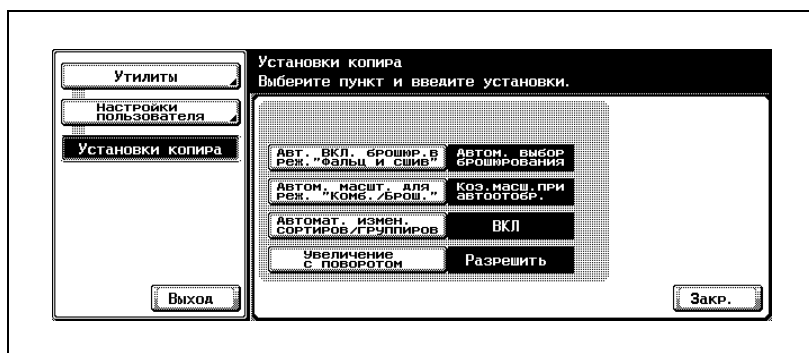 Утилиты
Настройки
пользователя
Установки копира
Выход
Установки копира
Выберите пункт и введите установки.
Авт. ВКЛ. брошюр.в
реж."Фальц и сшив"
Автом. выбор
брошюрования
Автом. масшт. для
реж. "Комб./Брош."
Коэ.масш.при
автоотобр.
Автомат. измен.
СОРТИРОВ/ГРУППИРОВ
ВКЛ
Увеличение
с поворотом
Разрешить
Закр.